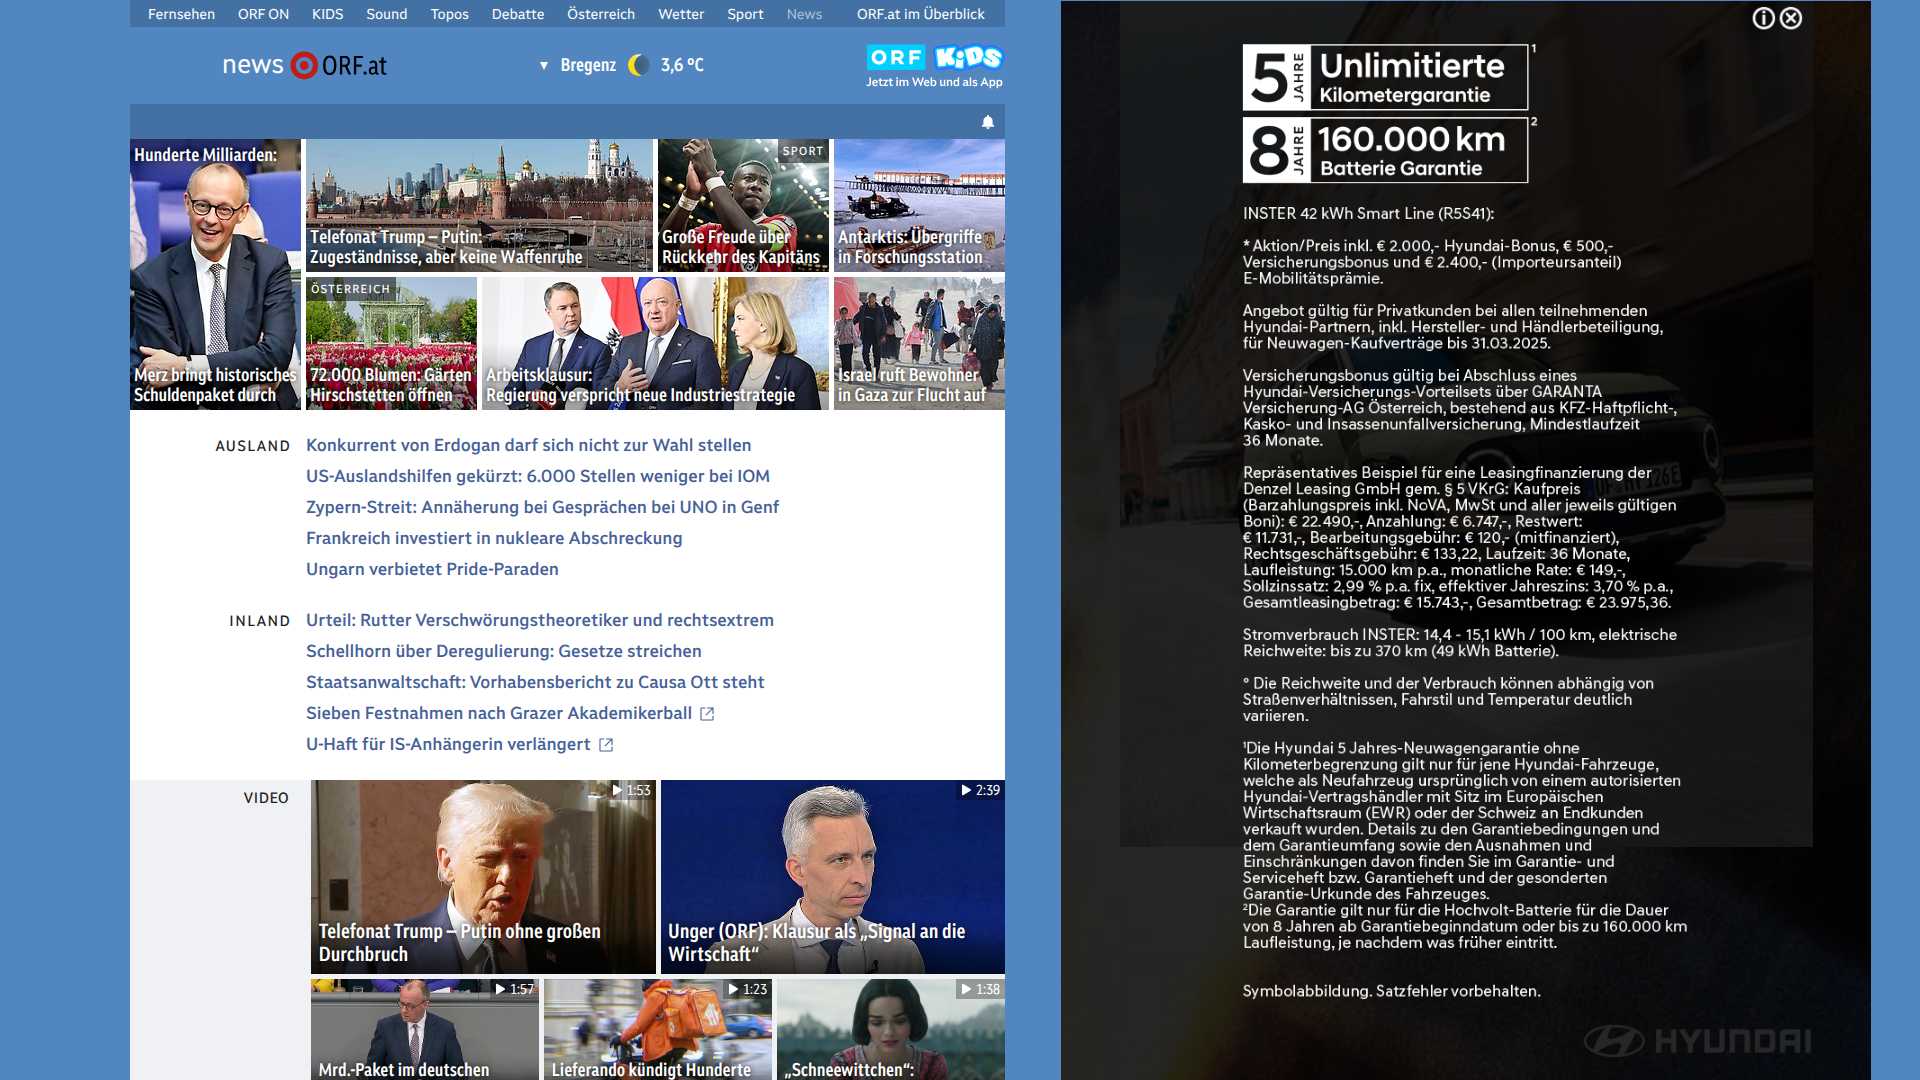 Fernsehen ORF ON KIDS Sound Topos Debatte Österreich Wetter Sport News ORF.at im Überblick
news ORF.at
▼ Bregenz 3,6 °C
ORF KiDS
Jetzt im Web und als App
Hunderte Milliarden:
Merz bringt historisches
Schuldenpaket durch
Telefonat Trump – Putin:
Zugeständnisse, aber keine Waffenruhe
SPORT
Große Freude über
Rückkehr des Kapitäns
Antarktis: Übergriffe
in Forschungsstation
ÖSTERREICH
72.000 Blumen: Gärten
Hirschstetten öffnen
Arbeitsklausur:
Regierung verspricht neue Industriestrategie
Israel ruft Bewohner
in Gaza zur Flucht auf
AUSLAND
Konkurrent von Erdogan darf sich nicht zur Wahl stellen
US-Auslandshilfen gekürzt: 6.000 Stellen weniger bei IOM
Zypern-Streit: Annäherung bei Gesprächen bei UNO in Genf
Frankreich investiert in nukleare Abschreckung
Ungarn verbietet Pride-Paraden
INLAND
Urteil: Rutter Verschwörungstheoretiker und rechtsextrem
Schellhorn über Deregulierung: Gesetze streichen
Staatsanwaltschaft: Vorhabensbericht zu Causa Ott steht
Sieben Festnahmen nach Grazer Akademikerball
U-Haft für IS-Anhängerin verlängert
VIDEO
1:53
Telefonat Trump – Putin ohne großen
Durchbruch
2:39
Unger (ORF): Klausur als „Signal an die
Wirtschaft“
1:57
Mrd.-Paket im deutschen
1:23
Lieferando kündigt Hunderte
1:38
„Schneewittchen“:
5 JAHRE Unlimitierte Kilometergarantie 1
8 JAHRE 160.000 km Batterie Garantie 2
INSTER 42 kWh Smart Line (R5S41):
* Aktion/Preis inkl. € 2.000,- Hyundai-Bonus, € 500,-
Versicherungsbonus und € 2.400,- (Importeursanteil)
E-Mobilitätsprämie.
Angebot gültig für Privatkunden bei allen teilnehmenden
Hyundai-Partnern, inkl. Hersteller- und Händlerbeteiligung,
für Neuwagen-Kaufverträge bis 31.03.2025.
Versicherungsbonus gültig bei Abschluss eines
Hyundai-Versicherungs-Vorteilsets über GARANTA
Versicherung-AG Österreich, bestehend aus KFZ-Haftpflicht-,
Kasko- und Insassenunfallversicherung, Mindestlaufzeit
36 Monate.
Repräsentatives Beispiel für eine Leasingfinanzierung der
Denzel Leasing GmbH gem. § 5 VKrG: Kaufpreis
(Barzahlungspreis inkl. NoVA, MwSt und aller jeweils gültigen
Boni): € 22.490,-, Anzahlung: € 6.747,-, Restwert:
€ 11.731,-, Bearbeitungsgebühr: € 120,- (mitfinanziert),
Rechtsgeschäftsgebühr: € 133,22, Laufzeit: 36 Monate,
Laufleistung: 15.000 km p.a., monatliche Rate: € 149,-,
Sollzinssatz: 2,99 % p.a. fix, effektiver Jahreszins: 3,70 % p.a.,
Gesamtleasingbetrag: € 15.743,-, Gesamtbetrag: € 23.975,36.
Stromverbrauch INSTER: 14,4 - 15,1 kWh / 100 km, elektrische
Reichweite: bis zu 370 km (49 kWh Batterie).
° Die Reichweite und der Verbrauch können abhängig von
Straßenverhältnissen, Fahrstil und Temperatur deutlich
variieren.
¹Die Hyundai 5 Jahres-Neuwagengarantie ohne
Kilometerbegrenzung gilt nur für jene Hyundai-Fahrzeuge,
welche als Neufahrzeug ursprünglich von einem autorisierten
Hyundai-Vertragshändler mit Sitz im Europäischen
Wirtschaftsraum (EWR) oder der Schweiz an Endkunden
verkauft wurden. Details zu den Garantiebedingungen und
dem Garantieumfang sowie den Ausnahmen und
Einschränkungen davon finden Sie im Garantie- und
Serviceheft bzw. Garantieheft und der gesonderten
Garantie-Urkunde des Fahrzeuges.
²Die Garantie gilt nur für die Hochvolt-Batterie für die Dauer
von 8 Jahren ab Garantiebeginndatum oder bis zu 160.000 km
Laufleistung, je nachdem was früher eintritt.
Symbolabbildung. Satzfehler vorbehalten.
HYUNDAI